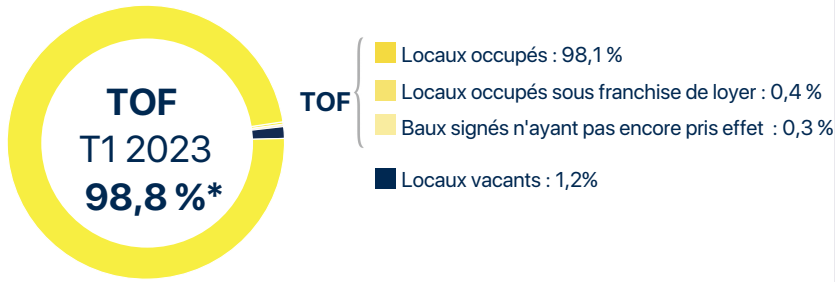 TOF
T1 2023
98,8 %*
TOF
Locaux occupés : 98,1 %
Locaux occupés sous franchise de loyer : 0,4 %
Baux signés n'ayant pas encore pris effet : 0,3 %
Locaux vacants : 1,2%